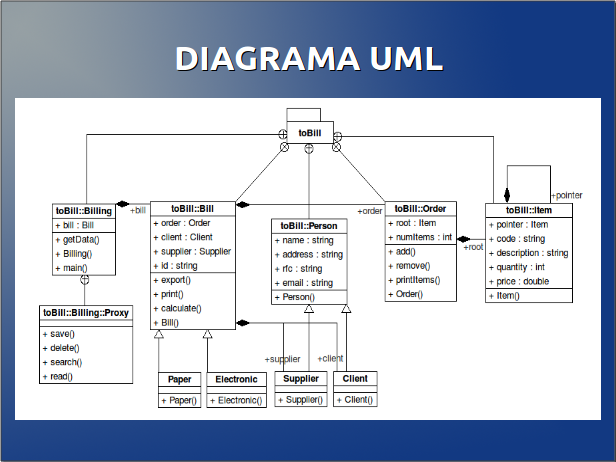 DIAGRAMA UML
toBill
toBill::Billing
+ bill : Bill
+ getData()
+ Billing()
+ main()
+bill
toBill::Bill
+ order : Order
+ client : Client
+ supplier : Supplier
+ id : string
+ export()
+ print()
+ calculate()
+ Bill()
toBill::Person
+ name : string
+ address : string
+ rfc : string
+ email : string
+ Person()
+order
toBill::Order
+ root : Item
+ numItems : int
+ add()
+ remove()
+ printItems()
+ Order()
+root
+pointer
toBill::Item
+ pointer : Item
+ code : string
+ description : string
+ quantity : int
+ price : double
+ Item()
toBill::Billing::Proxy
+ save()
+ delete()
+ search()
+ read()
+supplier
+client
Paper
+ Paper()
Electronic
+ Electronic()
Supplier
+ Supplier()
Client
+ Client()